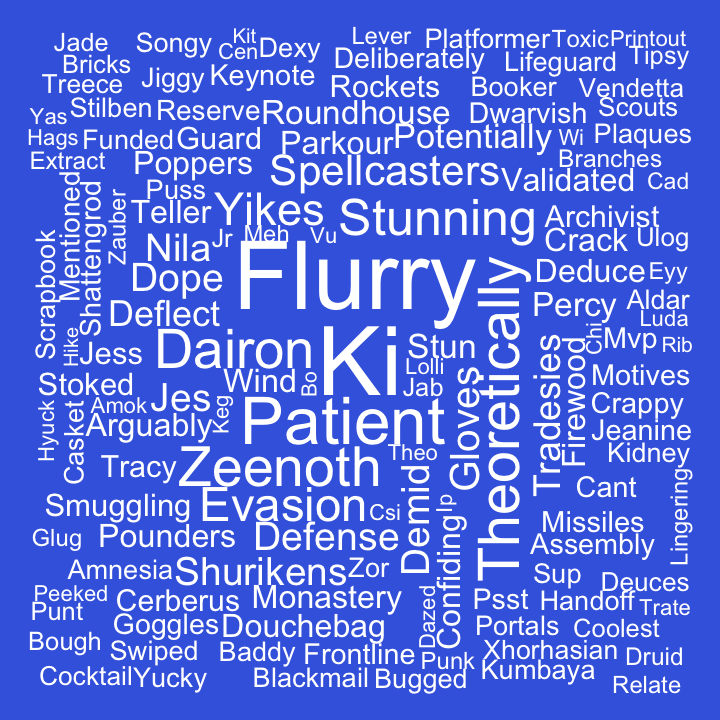 Jade Songy Kit Cen Dexy Lever Platformer Toxic Printout
Bricks Deliberately Lifeguard Tipsy
Treece Jiggy Keynote Rockets Booker Vendetta
Yas Stilben Reserve Roundhouse Dwarvish Scouts
Hags Funded Guard Parkour Potentially Wi Plaques
Extract Poppers Spellcasters Branches
Puss Validated Cad
Mentioned Shattengrod Zauber Teller Yikes Stunning Archivist
Scrapbook Nila Jr Meh Vu Crack Ulog
Dope Flurry Theoretically Deduce Eyy
Deflect Percy Aldar
Luda
Hike Jess Dairon Ki Stun Chi Mvp Rib
Stoked Wind Bo Lolli Tradesies Firewood Motives
Hyuck Casket Amok Jes Keg Jab Gloves Crappy
Arguably Patient Jeanine
Tracy Zeenoth Theo Kidney
Smuggling Evasion Csi Demid Ip Cant Lingering
Glug Pounders Defense Confiding Missiles
Assembly
Amnesia Shurikens Zor Sup Deuces
Peeked Cerberus Monastery Dazed Psst Handoff Trate
Punt Goggles Douchebag Portals Coolest
Bough Swiped Baddy Frontline Punk Xhorhasian Druid
Cocktail Yucky Blackmail Bugged Kumbaya Relate